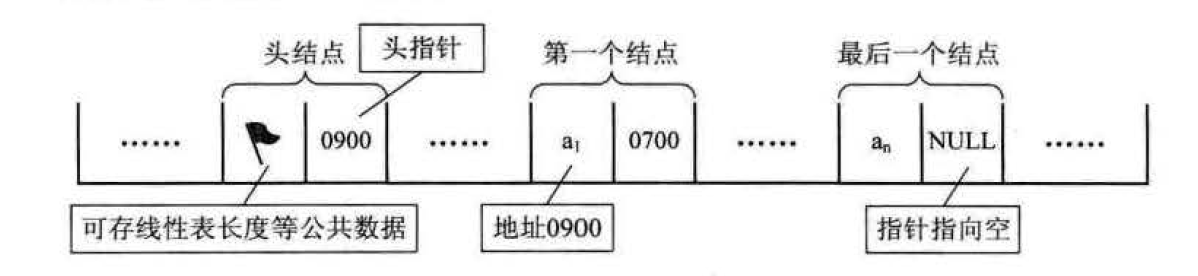 头结点
头指针
第一个结点
最后一个结点
…… 0900 …… a₁ 0700 …… aₙ NULL ……
可存线性表长度等公共数据
地址0900
指针指向空